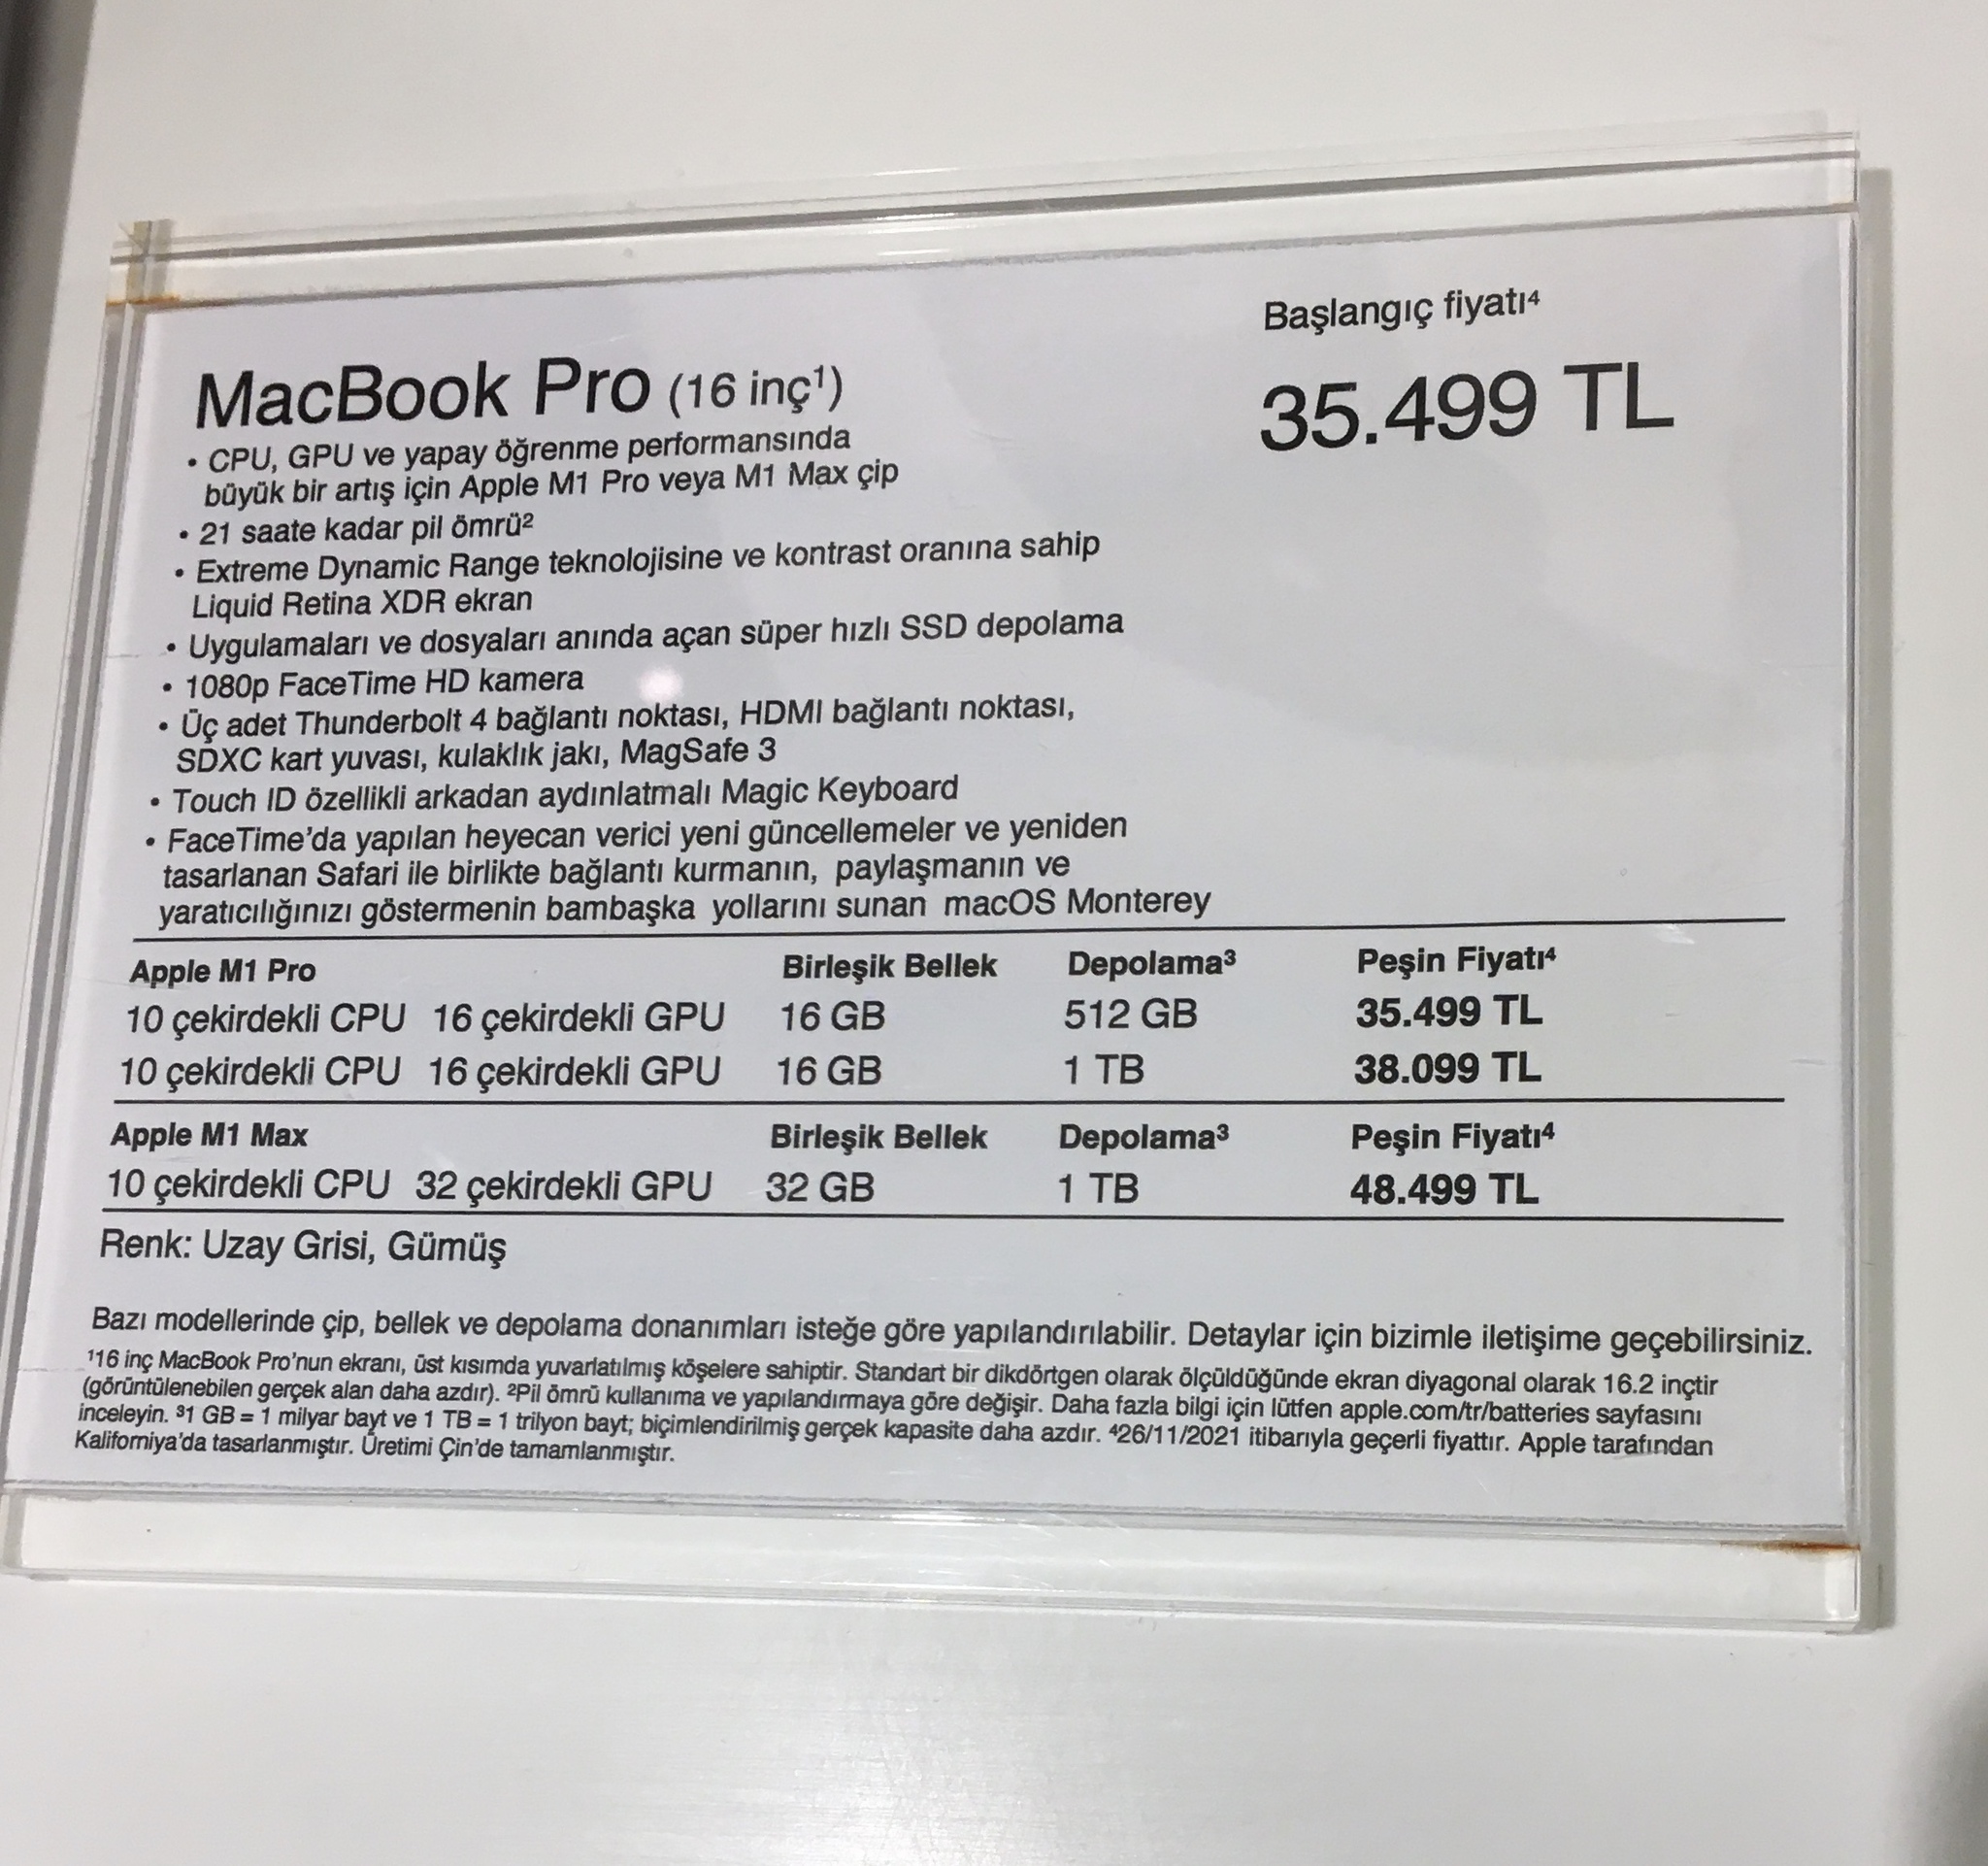 Başlangıç fiyatı⁴
MacBook Pro (16 inç¹)
35.499 TL
• CPU, GPU ve yapay öğrenme performansında
büyük bir artış için Apple M1 Pro veya M1 Max çip
• 21 saate kadar pil ömrü²
• Extreme Dynamic Range teknolojisine ve kontrast oranına sahip
Liquid Retina XDR ekran
• Uygulamaları ve dosyaları anında açan süper hızlı SSD depolama
• 1080p FaceTime HD kamera
• Üç adet Thunderbolt 4 bağlantı noktası, HDMI bağlantı noktası,
SDXC kart yuvası, kulaklık jakı, MagSafe 3
• Touch ID özellikli arkadan aydınlatmalı Magic Keyboard
• FaceTime’da yapılan heyecan verici yeni güncellemeler ve yeniden
tasarlanan Safari ile birlikte bağlantı kurmanın, paylaşmanın ve
yaratıcılığınızı göstermenin bambaşka yollarını sunan macOS Monterey
Apple M1 Pro Birleşik Bellek Depolama³ Peşin Fiyatı⁴
10 çekirdekli CPU 16 çekirdekli GPU 16 GB 512 GB 35.499 TL
10 çekirdekli CPU 16 çekirdekli GPU 16 GB 1 TB 38.099 TL
Apple M1 Max Birleşik Bellek Depolama³ Peşin Fiyatı⁴
10 çekirdekli CPU 32 çekirdekli GPU 32 GB 1 TB 48.499 TL
Renk: Uzay Grisi, Gümüş
Bazı modellerinde çip, bellek ve depolama donanımları isteğe göre yapılandırılabilir. Detaylar için bizimle iletişime geçebilirsiniz.
¹16 inç MacBook Pro’nun ekranı, üst kısımda yuvarlatılmış köşelere sahiptir. Standart bir dikdörtgen olarak ölçüldüğünde ekran diyagonal olarak 16.2 inçtir
(görüntülenebilen gerçek alan daha azdır). ²Pil ömrü kullanıma ve yapılandırmaya göre değişir. Daha fazla bilgi için lütfen apple.com/tr/batteries sayfasını
inceleyin. ³1 GB = 1 milyar bayt ve 1 TB = 1 trilyon bayt; biçimlendirilmiş gerçek kapasite daha azdır. ⁴26/11/2021 itibarıyla geçerli fiyattır. Apple tarafından
Kaliforniya’da tasarlanmıştır. Üretimi Çin’de tamamlanmıştır.